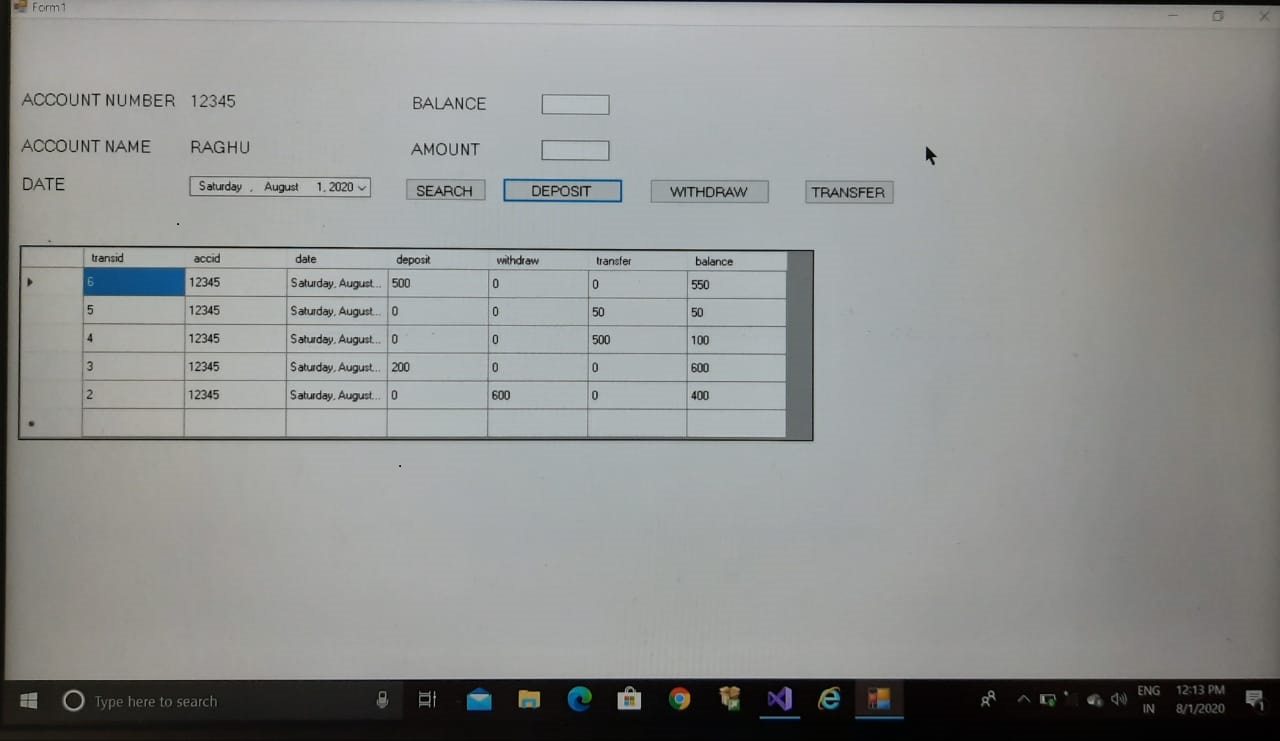 Form1
ACCOUNT NUMBER 12345 BALANCE
ACCOUNT NAME RAGHU AMOUNT
DATE Saturday , August 1, 2020 SEARCH DEPOSIT WITHDRAW TRANSFER
transid accid date deposit withdraw transfer balance
6 12345 Saturday, August... 500 0 0 550
5 12345 Saturday, August... 0 0 50 50
4 12345 Saturday, August... 0 0 500 100
3 12345 Saturday, August... 200 0 0 600
2 12345 Saturday, August... 0 600 0 400
Type here to search ENG 12:13 PM
IN 8/1/2020 1